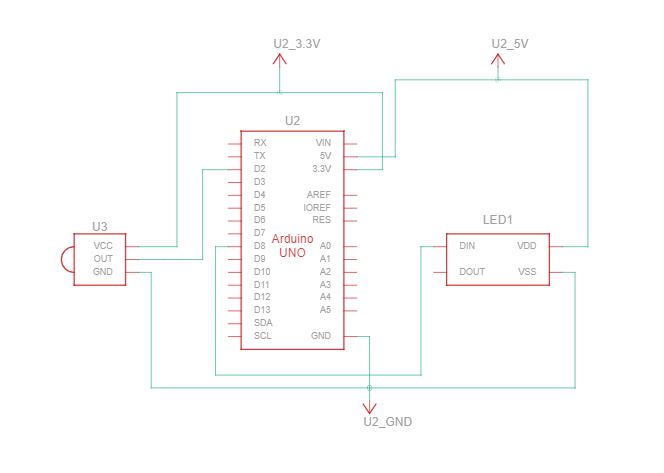 U2_3.3V
U2_5V
U2
RX
VIN
TX
5V
D2
3.3V
D3
D4
AREF
D5
IOREF
D6
RES
D7
Arduino
UNO
D8
A0
D9
A1
D10
A2
D11
A3
D12
A4
D13
A5
SDA
SCL
GND
U3
VCC
OUT
GND
LED1
DIN
VDD
DOUT
VSS
U2_GND